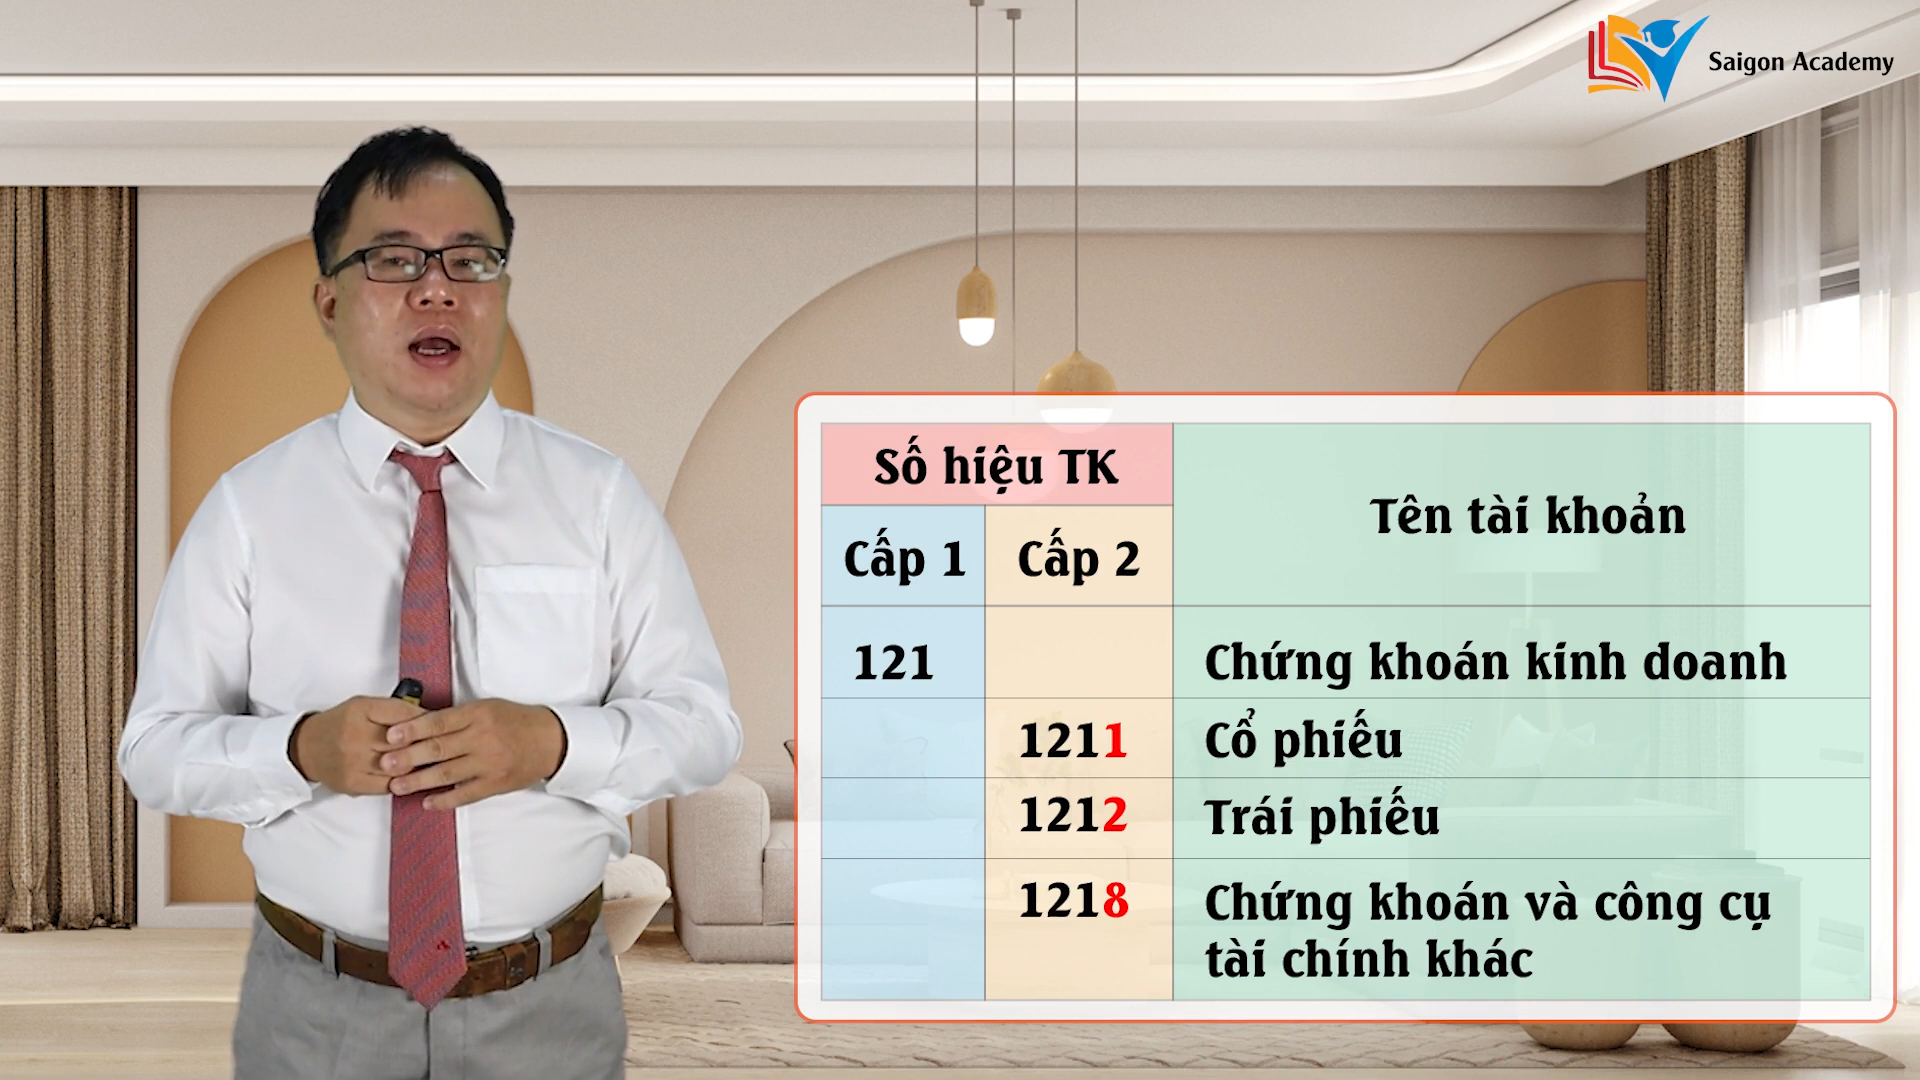 Saigon Academy
Số hiệu TK
Tên tài khoản
Cấp 1 Cấp 2
121 Chứng khoán kinh doanh
1211 Cổ phiếu
1212 Trái phiếu
1218 Chứng khoán và công cụ
tài chính khác